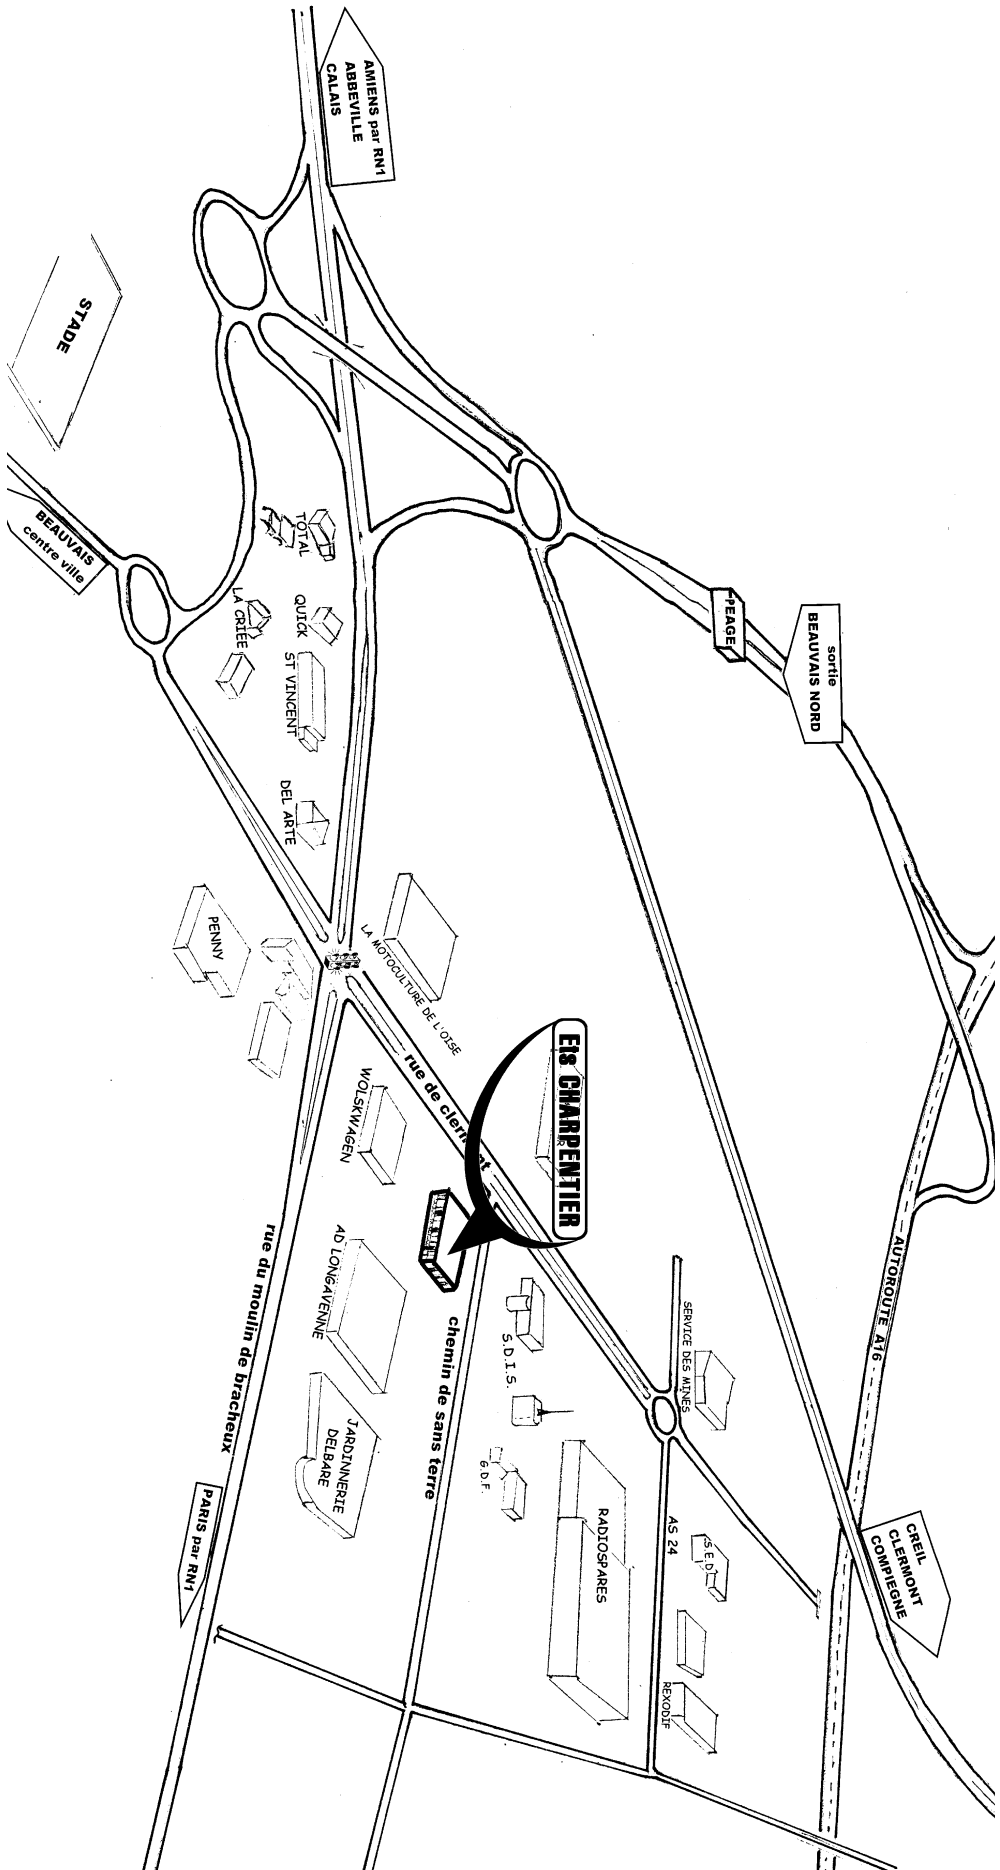 AMIENS par RN1
ABBEVILLE
CALAIS
STADE
BEAUVAIS
centre ville
TOTAL
QUICK
LA CRIEE
ST VINCENT
DEL ARTE
PEAGE
sortie
BEAUVAIS NORD
PENNY
LA MOTOCULTURE DE L'OISE
rue de clermont
Ets CHARPENTIER
WOLSKWAGEN
AD LONGAVENNE
JARDINNERIE
DELBARE
rue du moulin de bracheux
chemin de sans terre
S.D.I.S.
G.D.F.
SERVICE DES MINES
AUTOROUTE A16
RADIOSPARES
AS 24
S.E.D
REXODIF
CREIL
CLERMONT
COMPIEGNE
PARIS par RN1